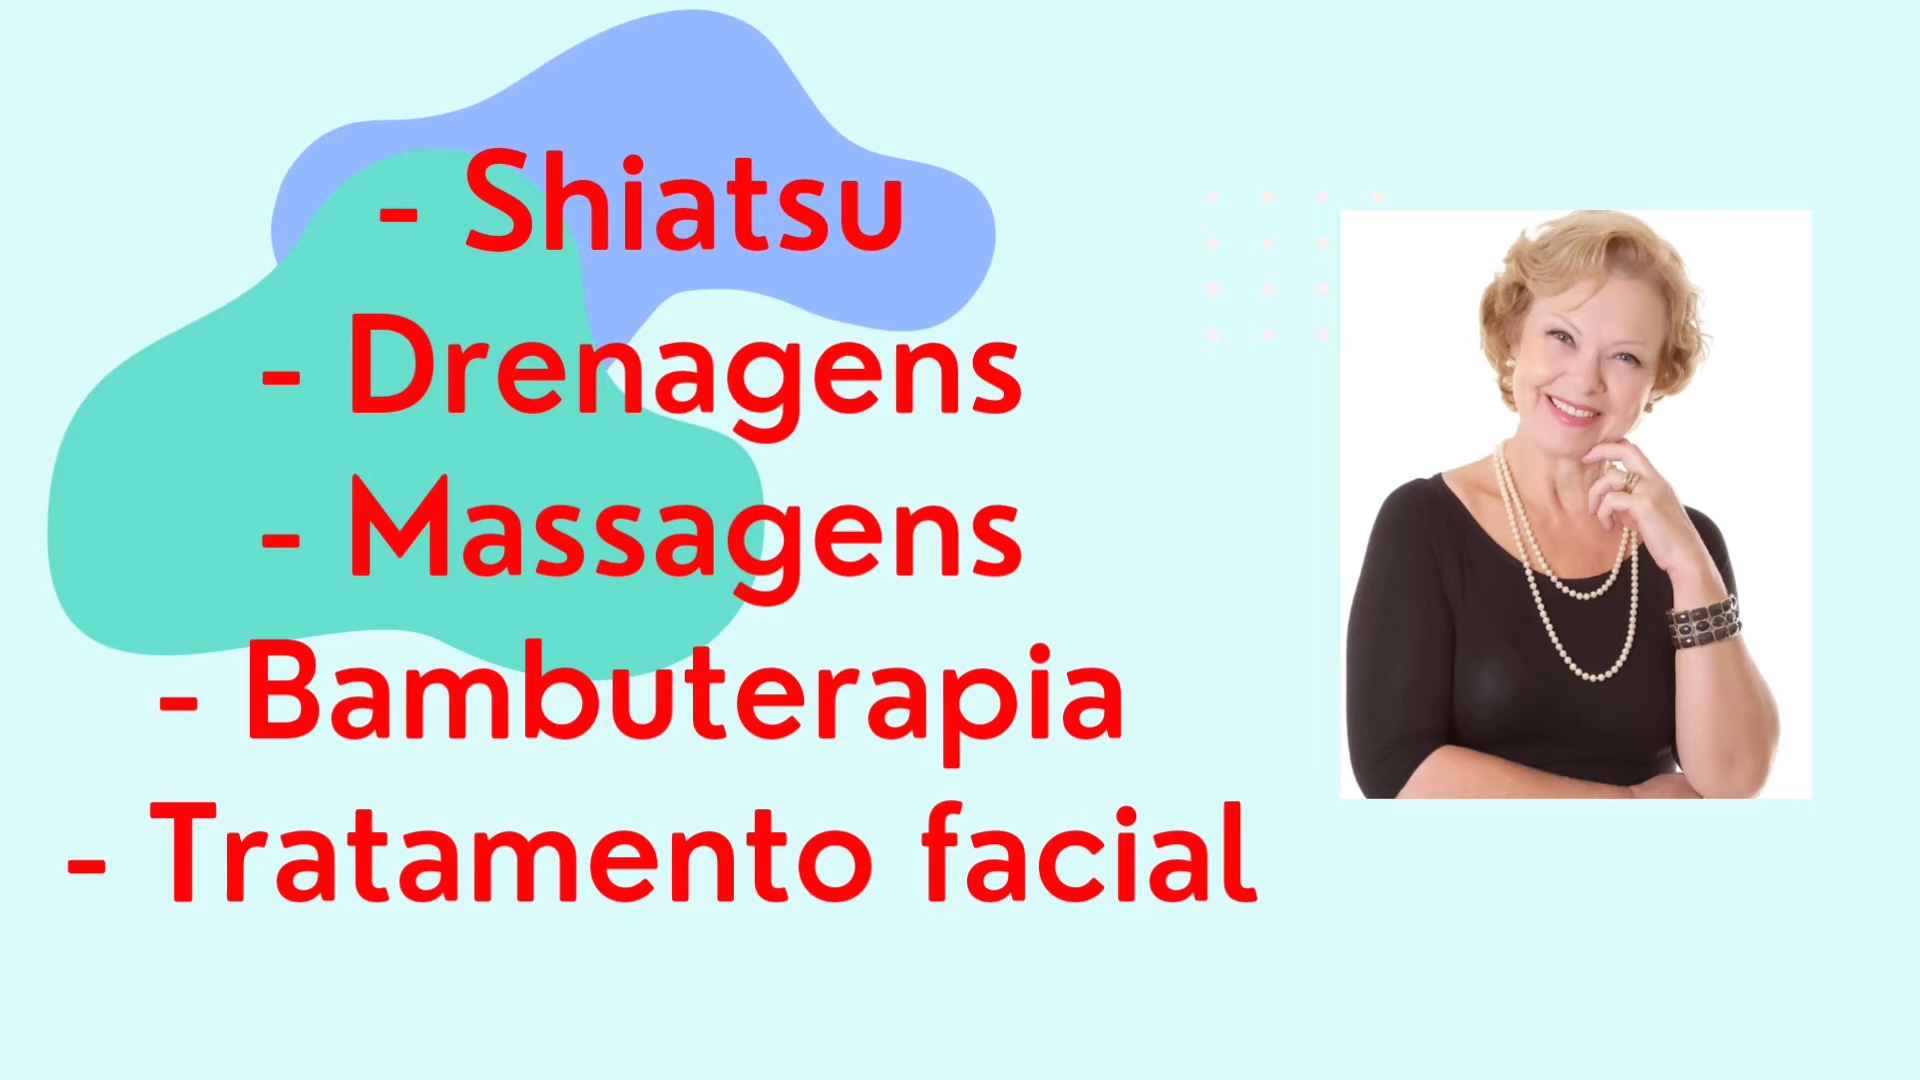 - Shiatsu
- Drenagens
- Massagens
- Bambuterapia
- Tratamento facial